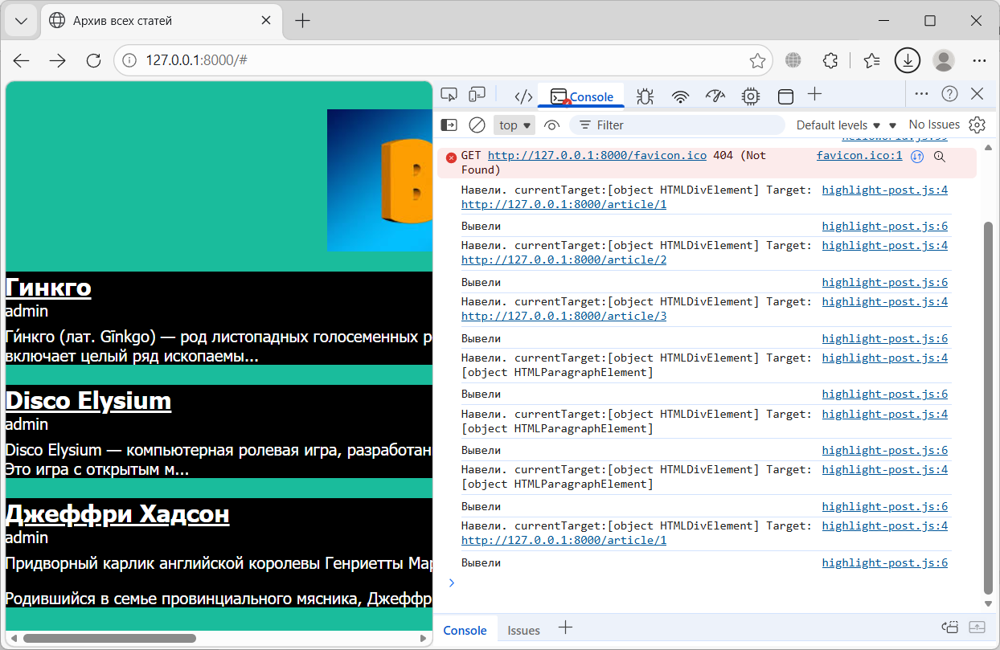 Архив всех статей
127.0.0.1:8000/#
B
Гинкго
admin
Ги́нкго (лат. Gīnkgo) — род листопадных голосеменных р
включает целый ряд ископаемы...
Disco Elysium
admin
Disco Elysium — компьютерная ролевая игра, разработан
Это игра с открытым м...
Джеффри Хадсон
admin
Придворный карлик английской королевы Генриетты Мар
Родившийся в семье провинциального мясника, Джеффр
Console
top
Filter
Default levels
No Issues
GET http://127.0.0.1:8000/favicon.ico 404 (Not favicon.ico:1
Found)
Навели. currentTarget:[object HTMLDivElement] Target: highlight-post.js:4
http://127.0.0.1:8000/article/1
Вывели highlight-post.js:6
Навели. currentTarget:[object HTMLDivElement] Target: highlight-post.js:4
http://127.0.0.1:8000/article/2
Вывели highlight-post.js:6
Навели. currentTarget:[object HTMLDivElement] Target: highlight-post.js:4
http://127.0.0.1:8000/article/3
Вывели highlight-post.js:6
Навели. currentTarget:[object HTMLDivElement] Target: highlight-post.js:4
[object HTMLParagraphElement]
Вывели highlight-post.js:6
Навели. currentTarget:[object HTMLDivElement] Target: highlight-post.js:4
[object HTMLParagraphElement]
Вывели highlight-post.js:6
Навели. currentTarget:[object HTMLDivElement] Target: highlight-post.js:4
[object HTMLParagraphElement]
Вывели highlight-post.js:6
Навели. currentTarget:[object HTMLDivElement] Target: highlight-post.js:4
http://127.0.0.1:8000/article/1
Вывели highlight-post.js:6
Console
Issues